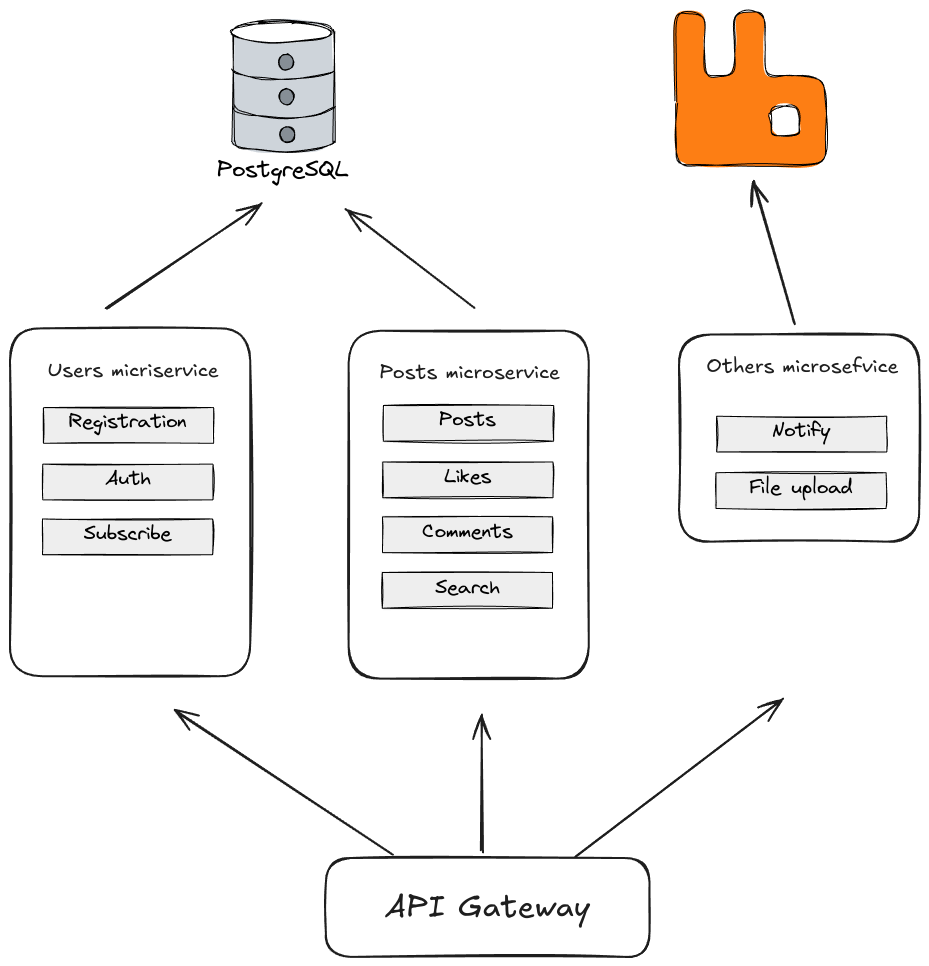 PostgreSQL
Users micriservice
Registration
Auth
Subscribe
Posts microservice
Posts
Likes
Comments
Search
Others microsefvice
Notify
File upload
API Gateway